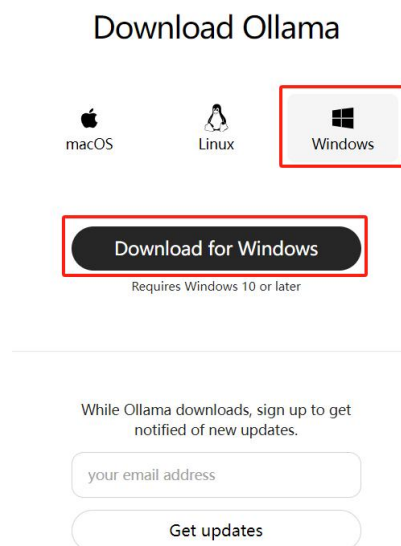 Download Ollama
macOS Linux Windows
Download for Windows
Requires Windows 10 or later
While Ollama downloads, sign up to get
notified of new updates.
your email address
Get updates